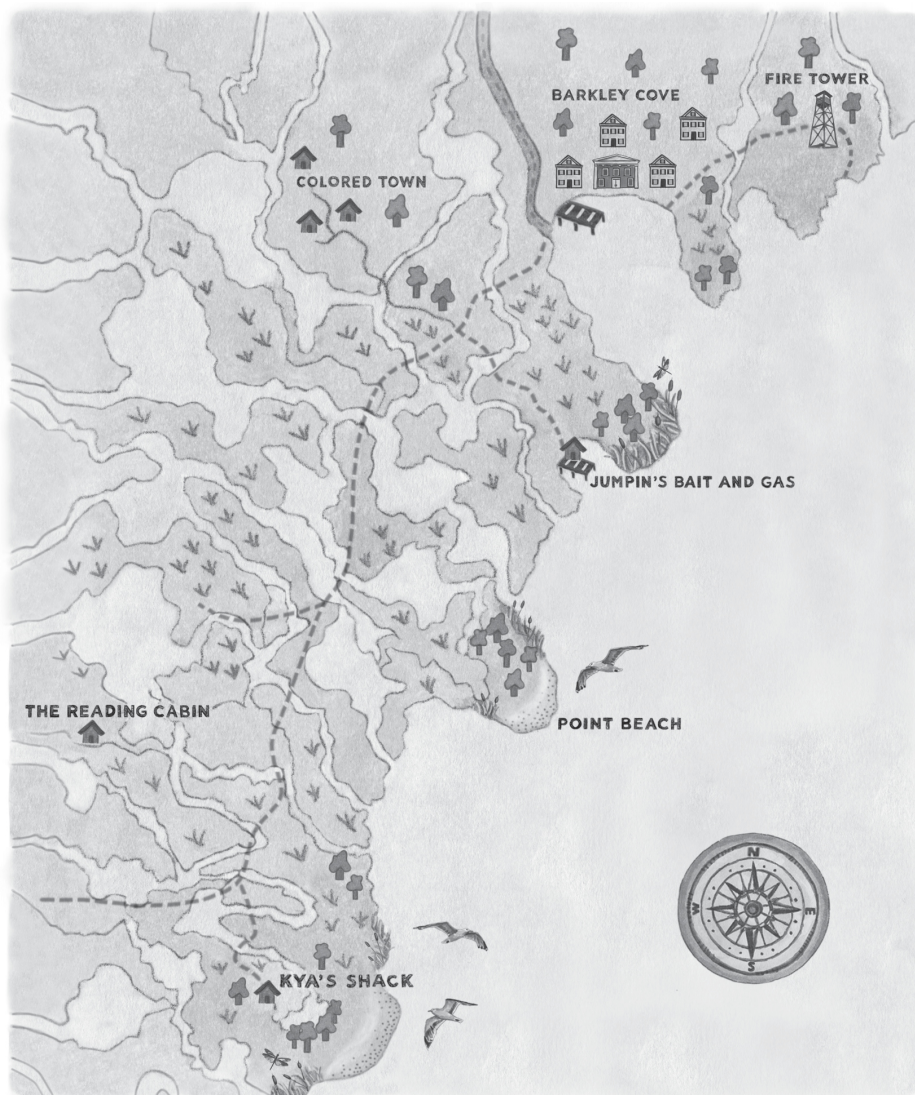 FIRE TOWER
BARKLEY COVE
COLORED TOWN
JUMPIN'S BAIT AND GAS
POINT BEACH
THE READING CABIN
N
W
E
S
KYA'S SHACK